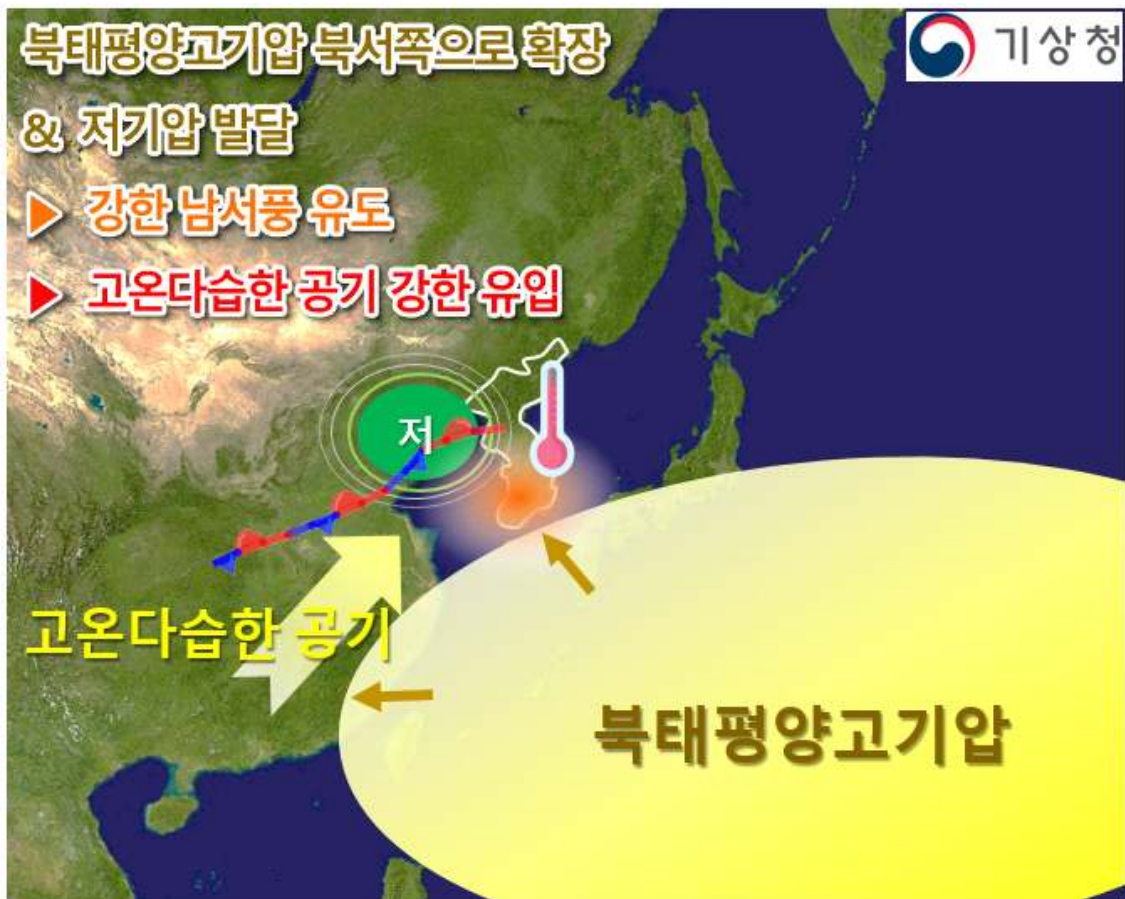 북태평양고기압 북서쪽으로 확장
& 저기압 발달
▶ 강한 남서풍 유도
▶ 고온다습한 공기 강한 유입
기상청
저
고온다습한 공기
북태평양고기압